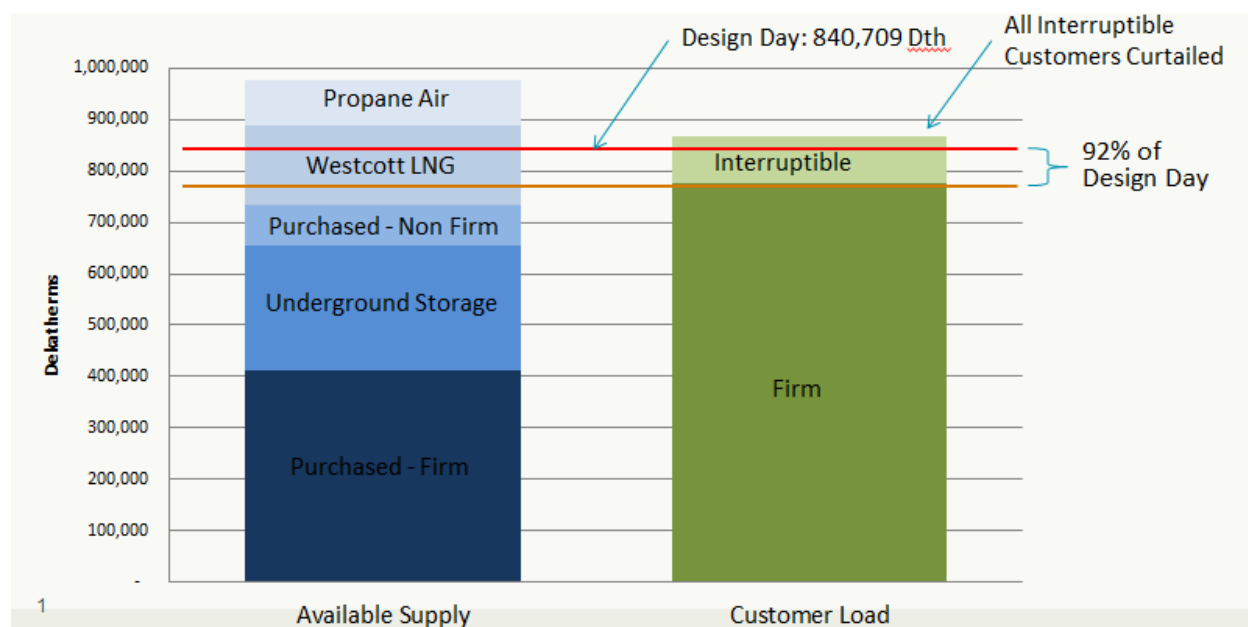 Design Day: 840,709 Dth
All Interruptible
Customers Curtailed
1,000,000
900,000
800,000
700,000
600,000
500,000
400,000
300,000
200,000
100,000
-
Dekatherms
Propane Air
Westcott LNG
Purchased - Non Firm
Underground Storage
Purchased - Firm
Interruptible
Firm
92% of
Design Day
Available Supply
Customer Load
1